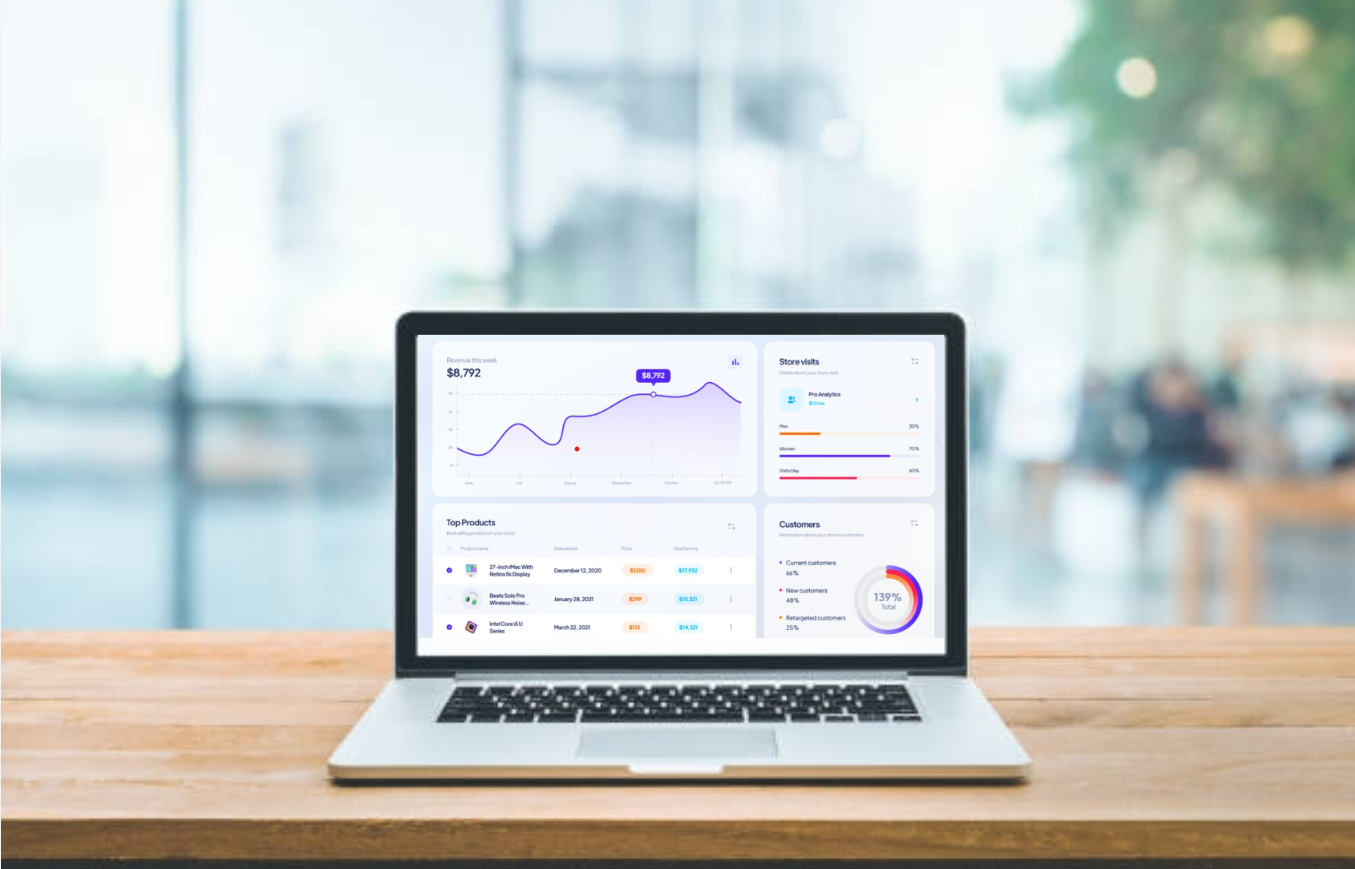 Revenue this week
$8,792
$8,792
June
July
August
September
October
Store visits
Details about your store visits
Pro Analytics
Men
30%
Women
70%
Visits/day
60%
Top Products
Best selling products in your store
Product name
Date added
Price
Total Earning
27-inch iMac With
Retina 5k Display
December 12, 2020
$1200
$17,932
Beats Solo Pro
Wireless Noise...
January 28, 2021
$299
$15,321
Intel Core i5 U
Series
March 22, 2021
$115
$14,321
Customers
Information about your store's customers
Current customers
66%
New customers
48%
Retargeted customers
25%
139%
Total